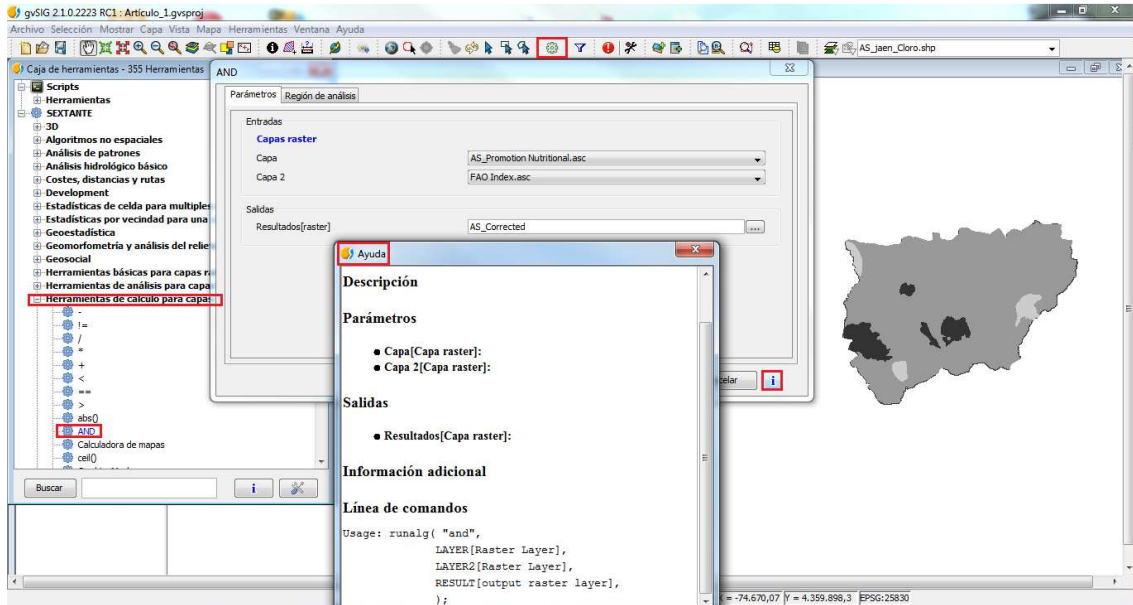 gvSIG 2.1.0.2223 RC1 : Artículo_1.gvsproj
Archivo Selección Mostrar Capa Vista Mapa Herramientas Ventana Ayuda
AS_jaen_Cloro.shp
Caja de herramientas - 355 Herramientas
Scripts
Herramientas
SEXTANTE
3D
Algoritmos no espaciales
Análisis de patrones
Análisis hidrológico básico
Costes, distancias y rutas
Development
Estadísticas de celda para multiples
Estadísticas por vecindad para una
Geoestadística
Geomorfometría y análisis del relie
Geosocial
Herramientas básicas para capas
Herramientas de análisis para capa
Herramientas de cálculo para capas
-
!=
/
*
+
<
==
>
abs()
AND
Calculadora de mapas
ceil()
Buscar
i
AND
Parámetros Región de análisis
Entradas
Capas raster
Capa AS_Promotion Nutritional.asc
Capa 2 FAO Index.asc
Salidas
Resultados[raster] AS_Corrected ...
celar i
Ayuda
Descripción
Parámetros
Capa[Capa raster]:
Capa 2[Capa raster]:
Salidas
Resultados[Capa raster]:
Información adicional
Línea de comandos
Usage: runalg( "and",
LAYER[Raster Layer],
LAYER2[Raster Layer],
RESULT[output raster layer],
);
= -74.670,07 Y = 4.359.898,3 EPSG:25830